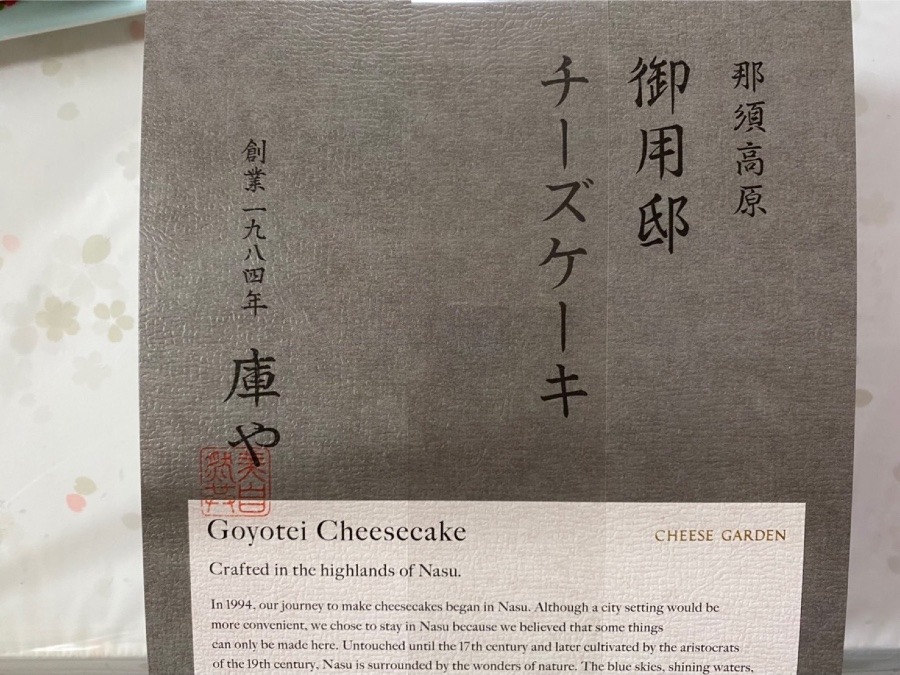 那須高原
御用邸
チーズケーキ
創業一九八四年 庫や
Goyotei Cheesecake
CHEESE GARDEN
Crafted in the highlands of Nasu.
In 1994, our journey to make cheesecakes began in Nasu. Although a city setting would be
more convenient, we chose to stay in Nasu because we believed that some things
can only be made here. Untouched until the 17th century and later cultivated by the aristocrats
of the 19th century, Nasu is surrounded by the wonders of nature. The blue skies, shining waters,